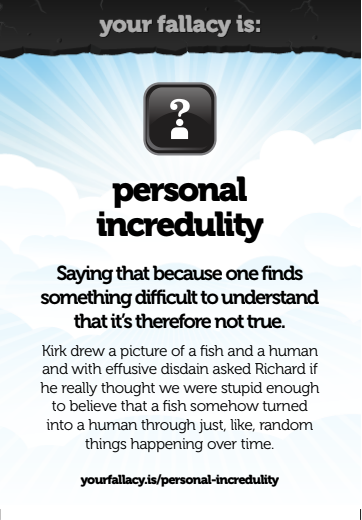 your fallacy is:
?
personal
incredulity
Saying that because one finds
something difficult to understand
that it's therefore not true.
Kirk drew a picture of a fish and a human
and with effusive disdain asked Richard if
he really thought we were stupid enough
to believe that a fish somehow turned
into a human through just, like, random
things happening over time.
yourfallacy.is/personal-incredulity